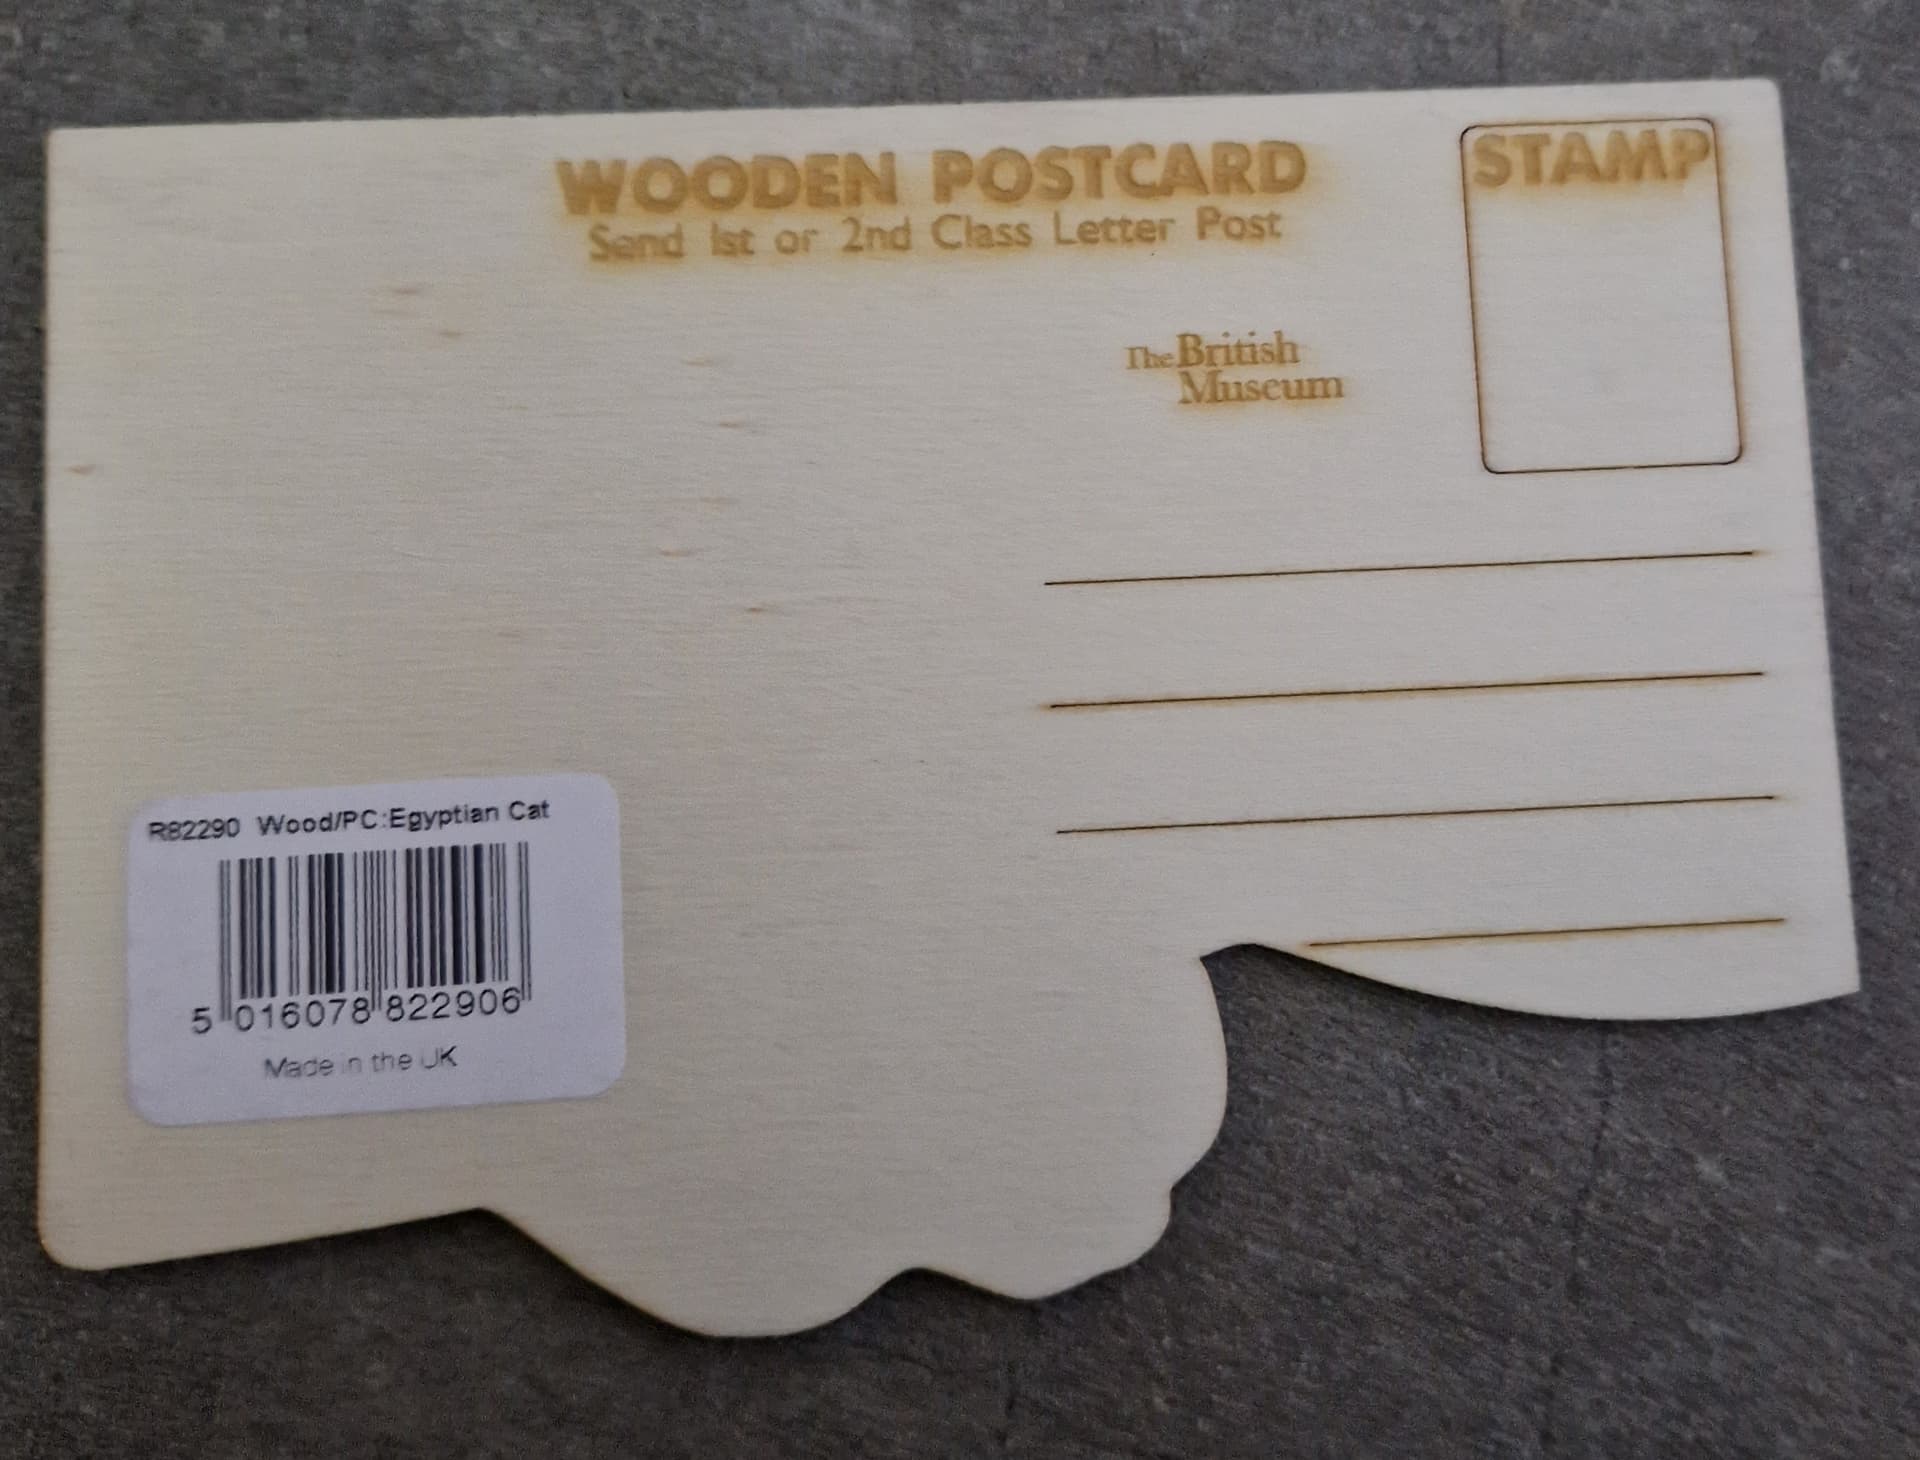 WOODEN POSTCARD
Send 1st or 2nd Class Letter Post
STAMP
The British
Museum
R82290 Wood/PC:Egyptian Cat
5 016078 822906
Made in the UK